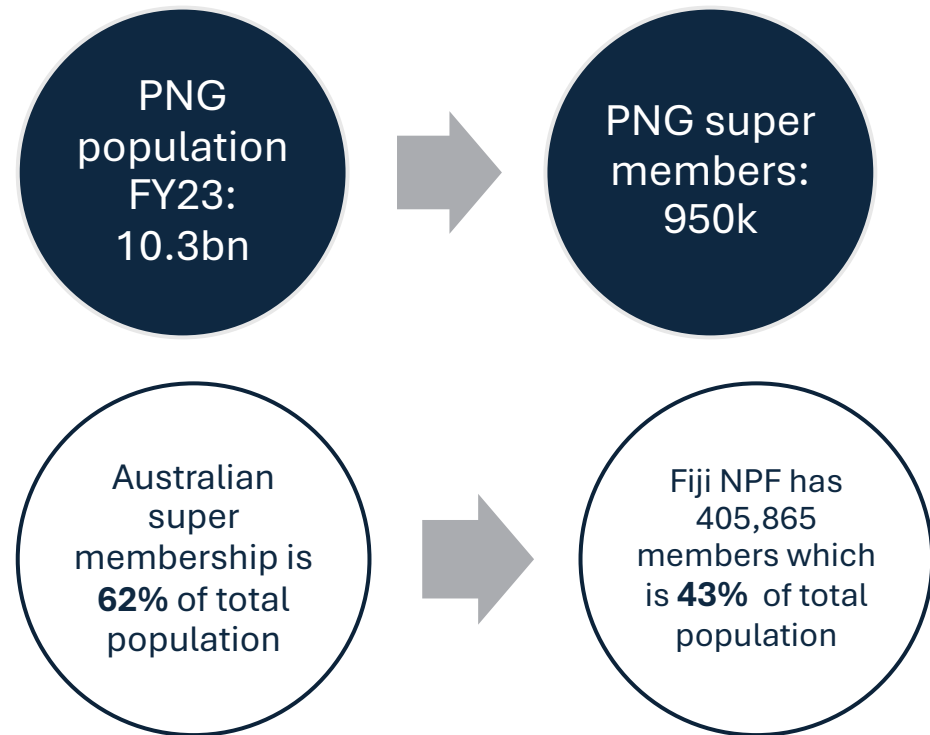 PNG
population
FY23:
10.3bn
PNG super
members:
950k
Australian
super
membership is
62% of total
population
Fiji NPF has
405,865
members which
is 43% of total
population